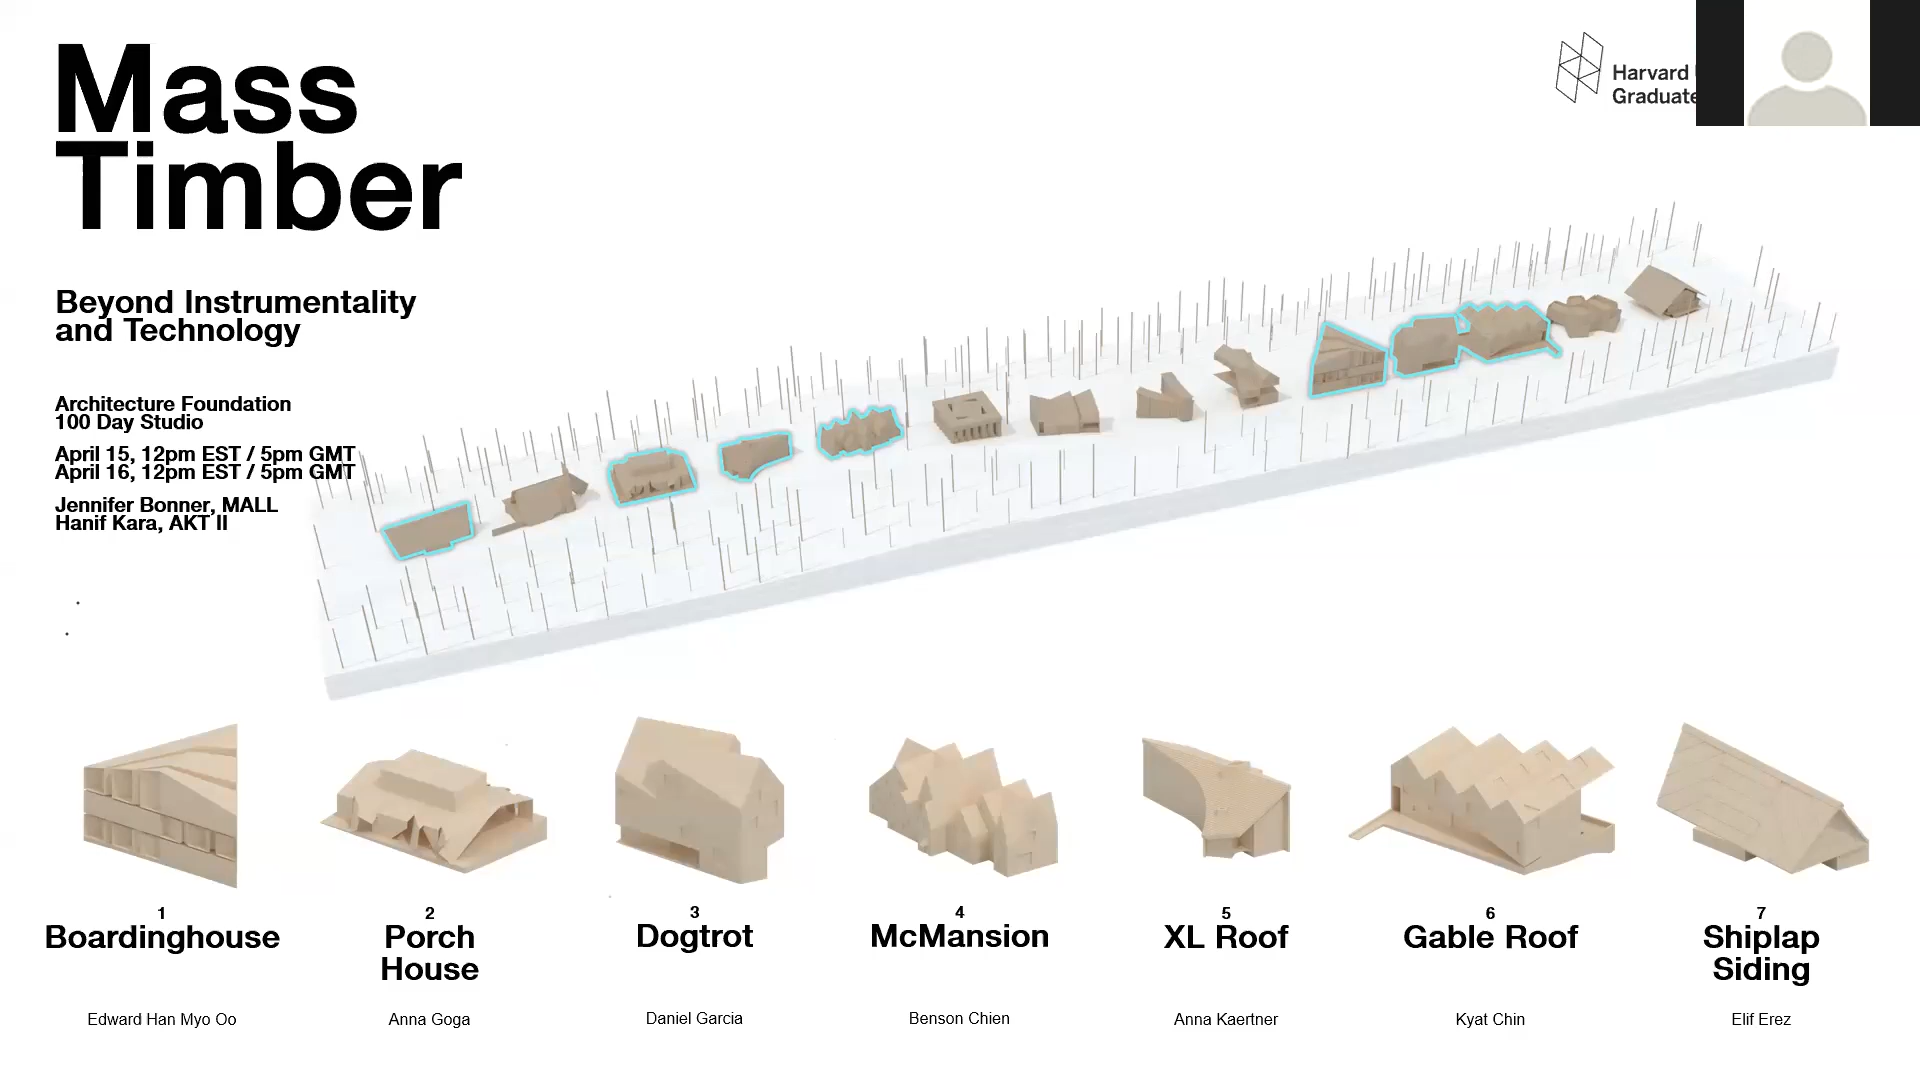 Mass
Timber
Harvard
Graduate
Beyond Instrumentality
and Technology
Architecture Foundation
100 Day Studio
April 15, 12pm EST / 5pm GMT
April 16, 12pm EST / 5pm GMT
Jennifer Bonner, MALL
Hanif Kara, AKT II
1
Boardinghouse
Edward Han Myo Oo
2
Porch
House
Anna Goga
3
Dogtrot
Daniel Garcia
4
McMansion
Benson Chien
5
XL Roof
Anna Kaertner
6
Gable Roof
Kyat Chin
7
Shiplap
Siding
Elif Erez